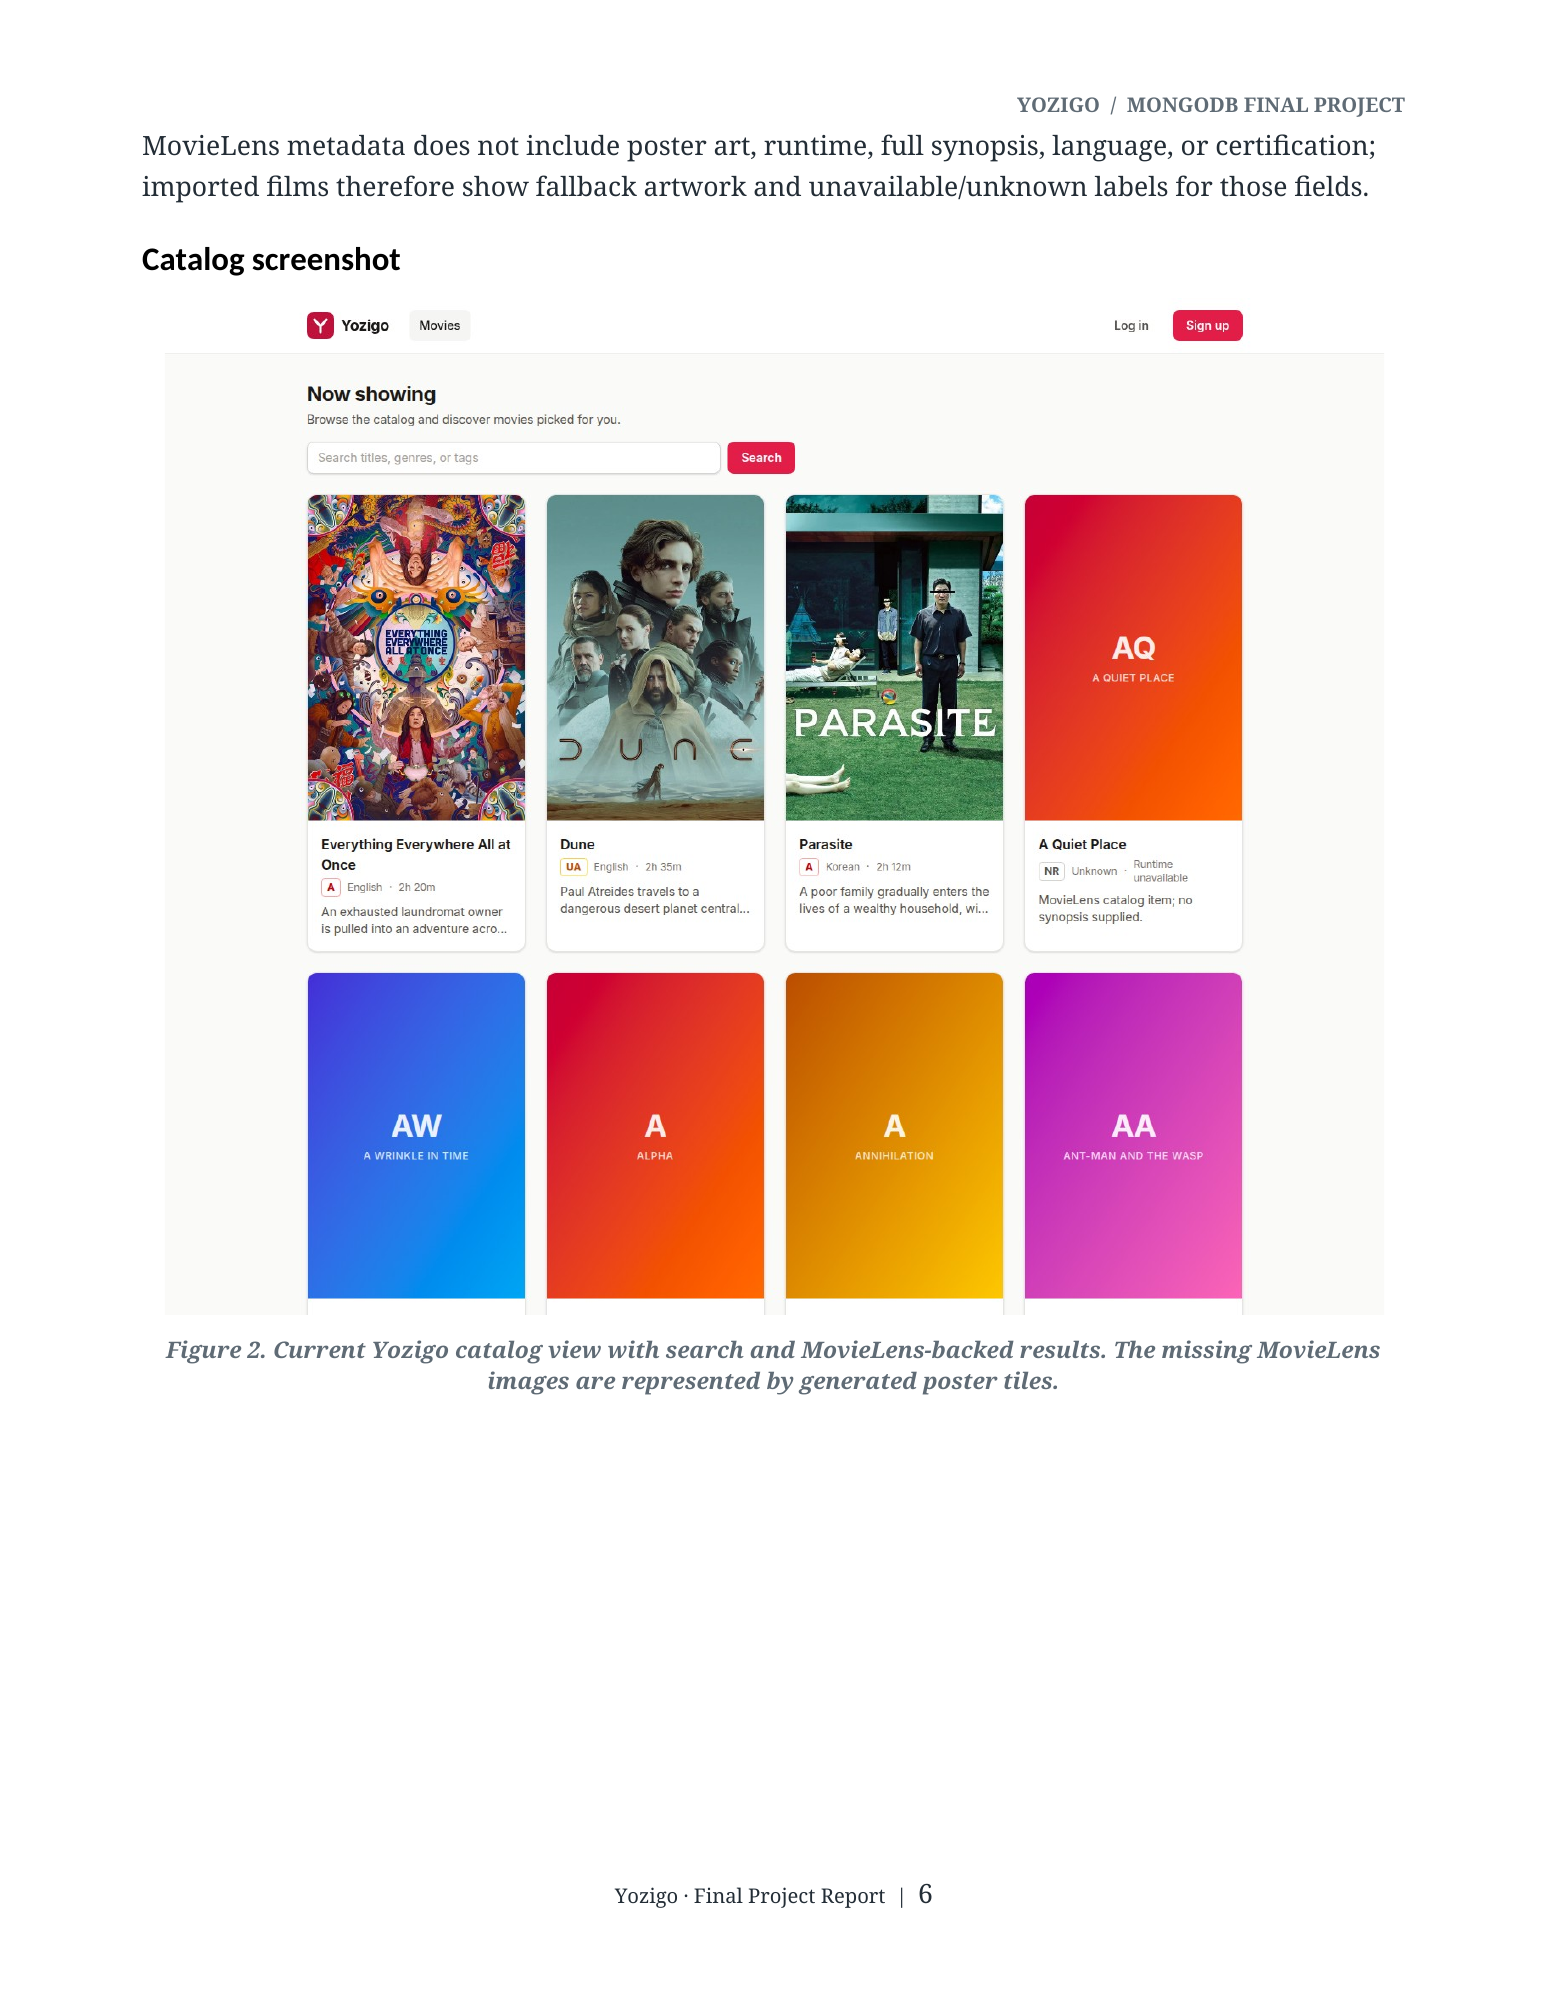 YOZIGO / MONGODB FINAL PROJECT
MovieLens metadata does not include poster art, runtime, full synopsis, language, or certification;
imported films therefore show fallback artwork and unavailable/unknown labels for those fields.
Catalog screenshot
Y Yozigo Movies Log in Sign up
Now showing
Browse the catalog and discover movies picked for you.
Search titles, genres, or tags Search
EVERYTHING
EVERYWHERE
ALL AT ONCE
DUNE
PARASITE
AQ
A QUIET PLACE
Everything Everywhere All at
Once
A English · 2h 20m
An exhausted laundromat owner
is pulled into an adventure acro...
Dune
UA English · 2h 35m
Paul Atreides travels to a
dangerous desert planet central...
Parasite
A Korean · 2h 12m
A poor family gradually enters the
lives of a wealthy household, wi...
A Quiet Place
NR Unknown · Runtime
unavailable
MovieLens catalog item; no
synopsis supplied.
AW
A WRINKLE IN TIME
A
ALPHA
A
ANNIHILATION
AA
ANT-MAN AND THE WASP
Figure 2. Current Yozigo catalog view with search and MovieLens-backed results. The missing MovieLens
images are represented by generated poster tiles.
Yozigo · Final Project Report | 6